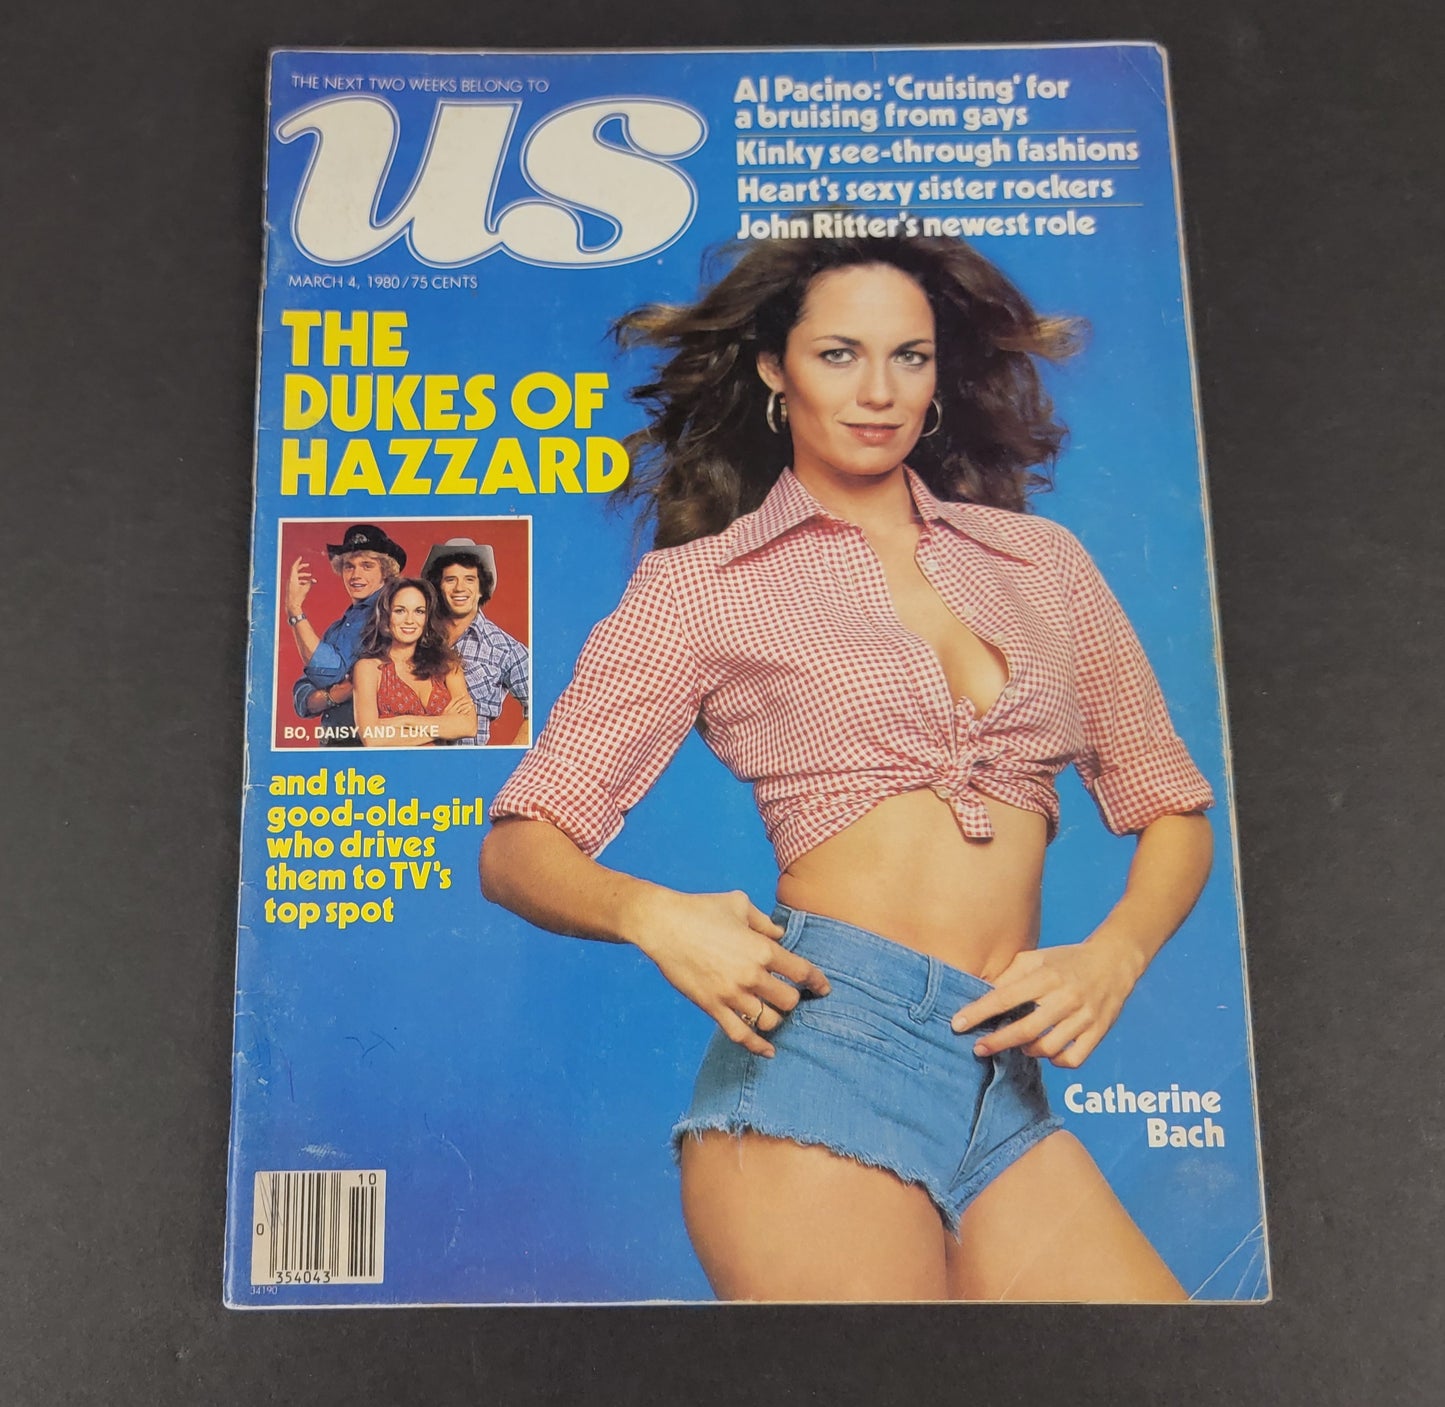 THE NEXT TWO WEEKS BELONG TO
us
MARCH 4, 1980/75 CENTS
Al Pacino: 'Cruising' for
a bruising from gays
Kinky see-through fashions
Heart's sexy sister rockers
John Ritter's newest role
THE
DUKES OF
HAZZARD
BO, DAISY AND LUKE
and the
good-old-girl
who drives
them to TV's
top spot
Catherine
Bach
10
0
354043
34190